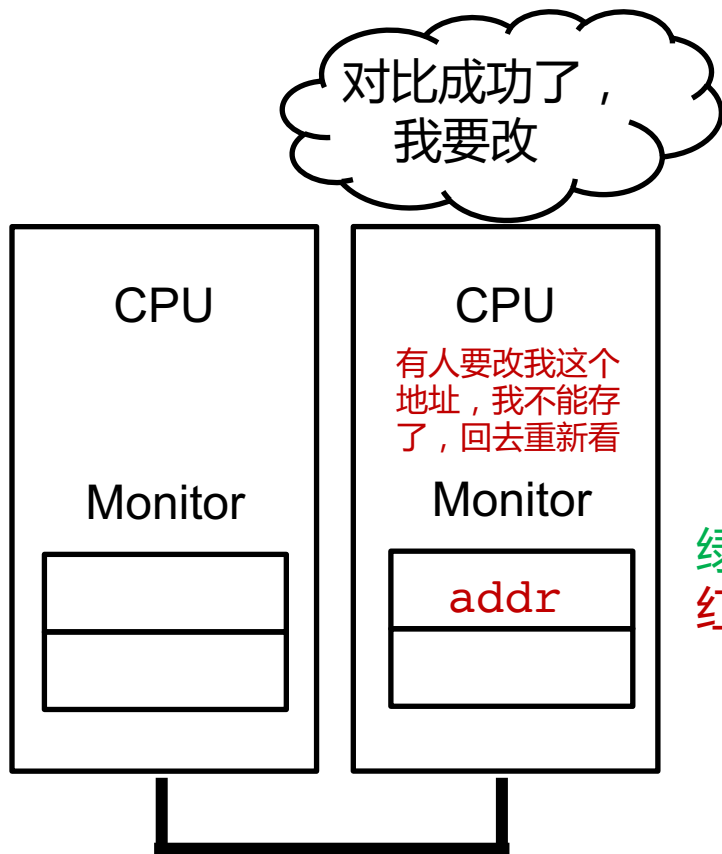 对比成功了，
我要改
CPU
CPU
有人要改我这个
地址，我不能存
了，回去重新看
Monitor
Monitor
addr
红